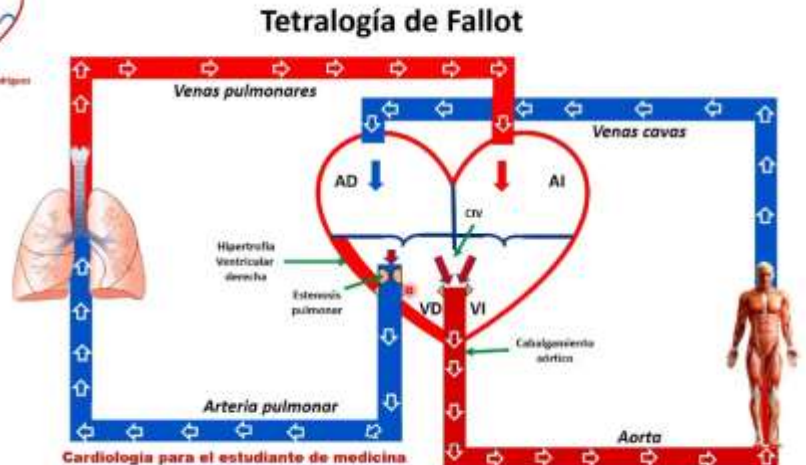 Tetralogía de Fallot
Venas pulmonares
Venas cavas
AD
AI
CIV
Hipertrofia
Ventricular
derecha
Estenosis
pulmonar
VD
VI
Cabalgamiento
aórtico
Arteria pulmonar
Aorta
Cardiología para el estudiante de medicina